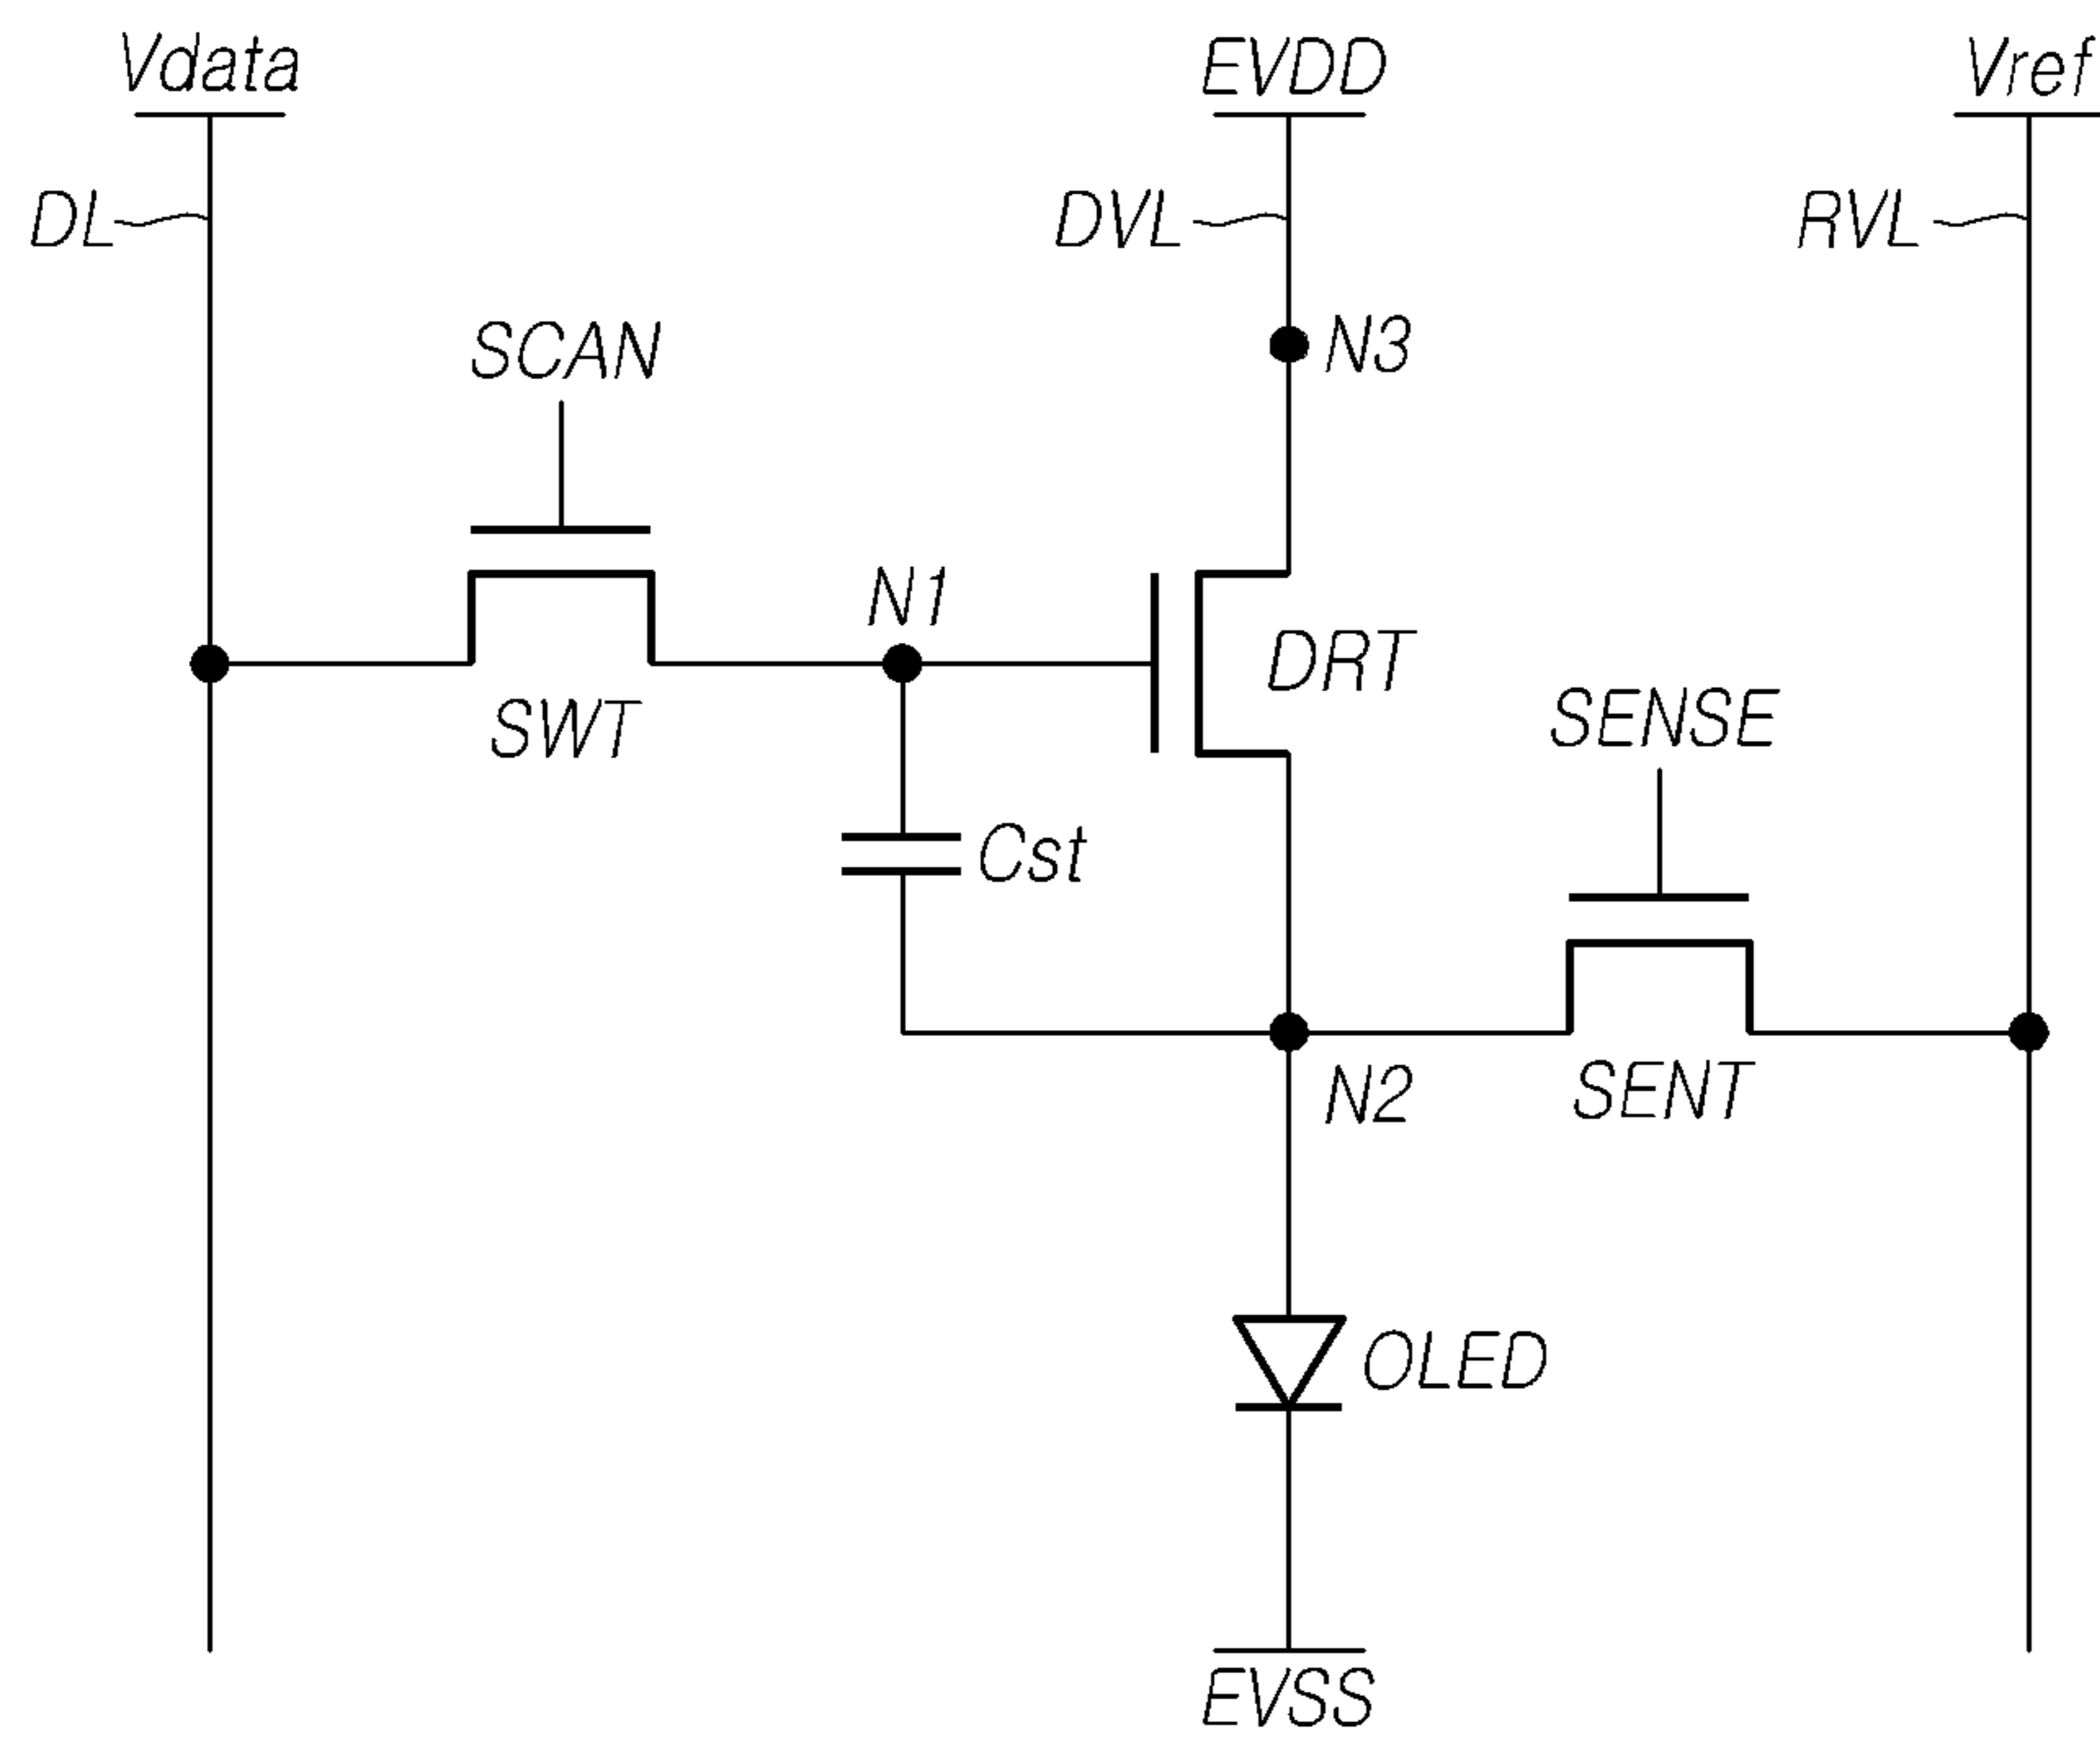 Vdata
EVDD
Vref
DL
DVL
RVL
SCAN
N3
N1
DRT
SWT
SENSE
Cst
N2
SENT
OLED
EVSS